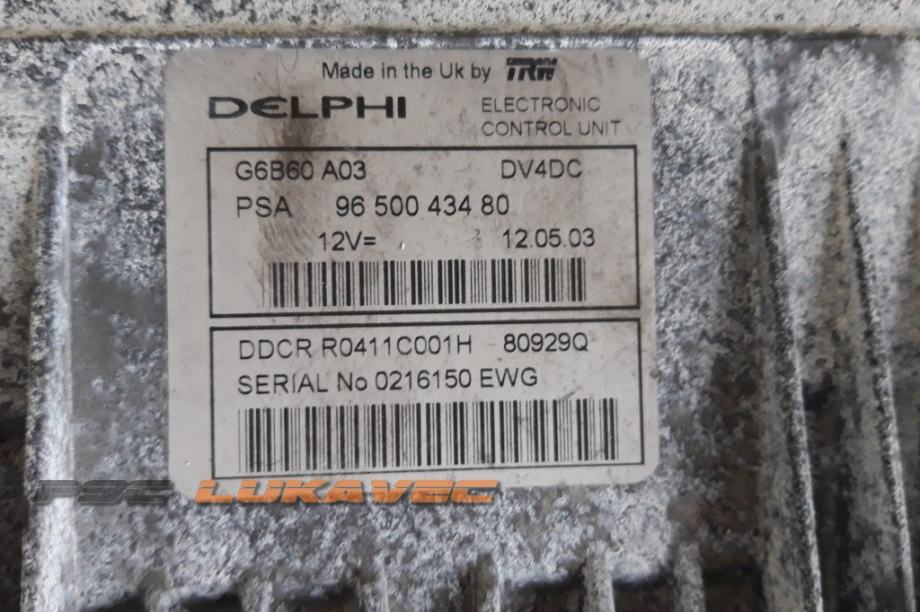 Made in the Uk by TRW
DELPHI ELECTRONIC
CONTROL UNIT
G6B60 A03 DV4DC
PSA 96 500 434 80
12V= 12.05.03
DDCR R0411C001H 80929Q
SERIAL No 0216150 EWG
PSC LUKAVEC